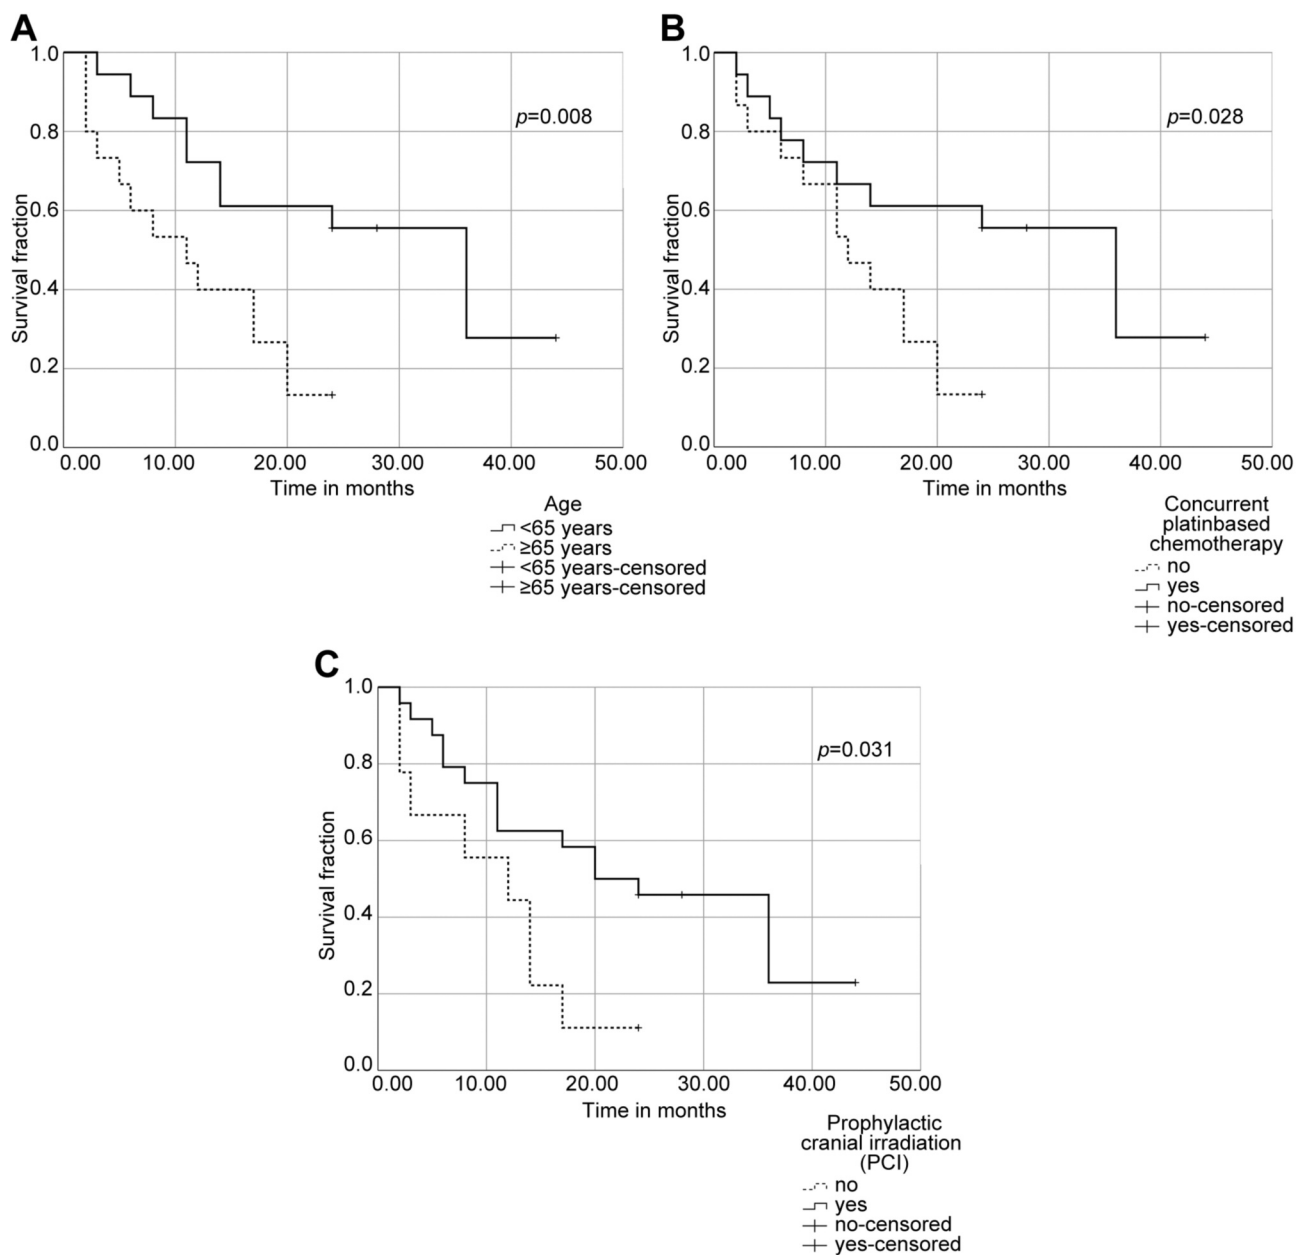 A
1.0
0.8
0.6
0.4
0.2
0.0
Survival fraction
p=0.008
0.00 10.00 20.00 30.00 40.00 50.00
Time in months
Age
<65 years
≥65 years
<65 years-censored
≥65 years-censored
B
1.0
0.8
0.6
0.4
0.2
0.0
Survival fraction
p=0.028
0.00 10.00 20.00 30.00 40.00 50.00
Time in months
Concurrent
platinbased
chemotherapy
no
yes
no-censored
yes-censored
C
1.0
0.8
0.6
0.4
0.2
0.0
Survival fraction
p=0.031
0.00 10.00 20.00 30.00 40.00 50.00
Time in months
Prophylactic
cranial irradiation
(PCI)
no
yes
no-censored
yes-censored